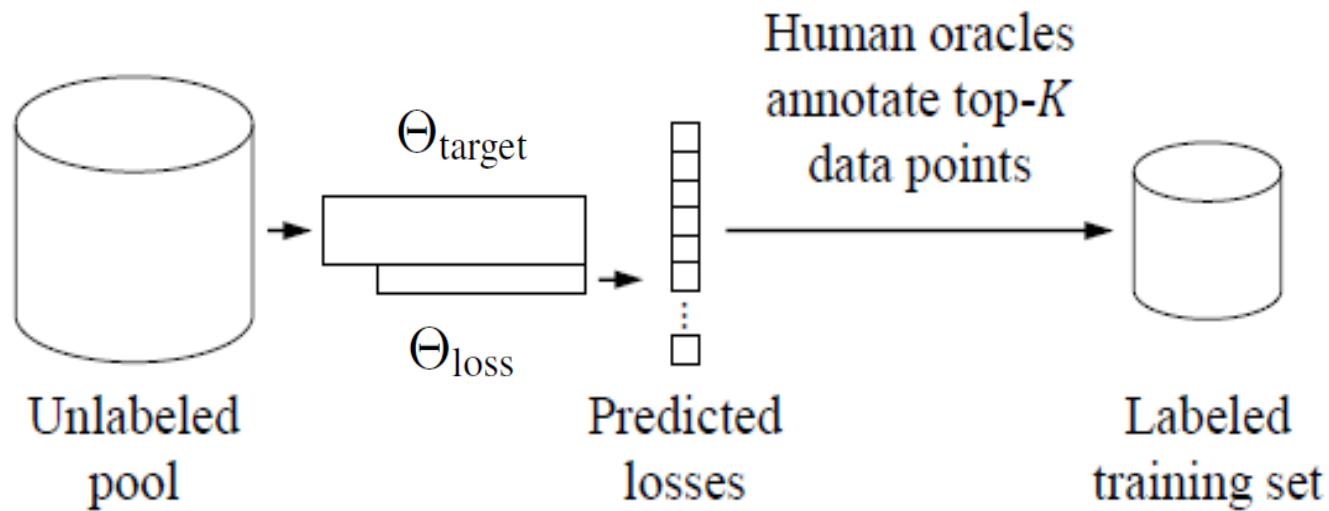 Human oracles
annotate top-K
data points
Θtarget
Θloss
Unlabeled
pool
Predicted
losses
Labeled
training set